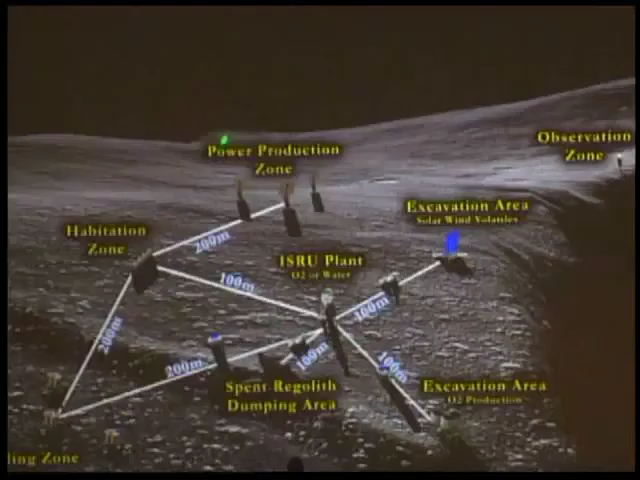 Power Production
Zone
Observation
Zone
Excavation Area
Solar Wind Volatiles
Habitation
Zone
200m
ISRU Plant
O2 or Water
100m
100m
200m
200m
100m
100m
Spent Regolith
Dumping Area
Excavation Area
O2 Production
ling Zone